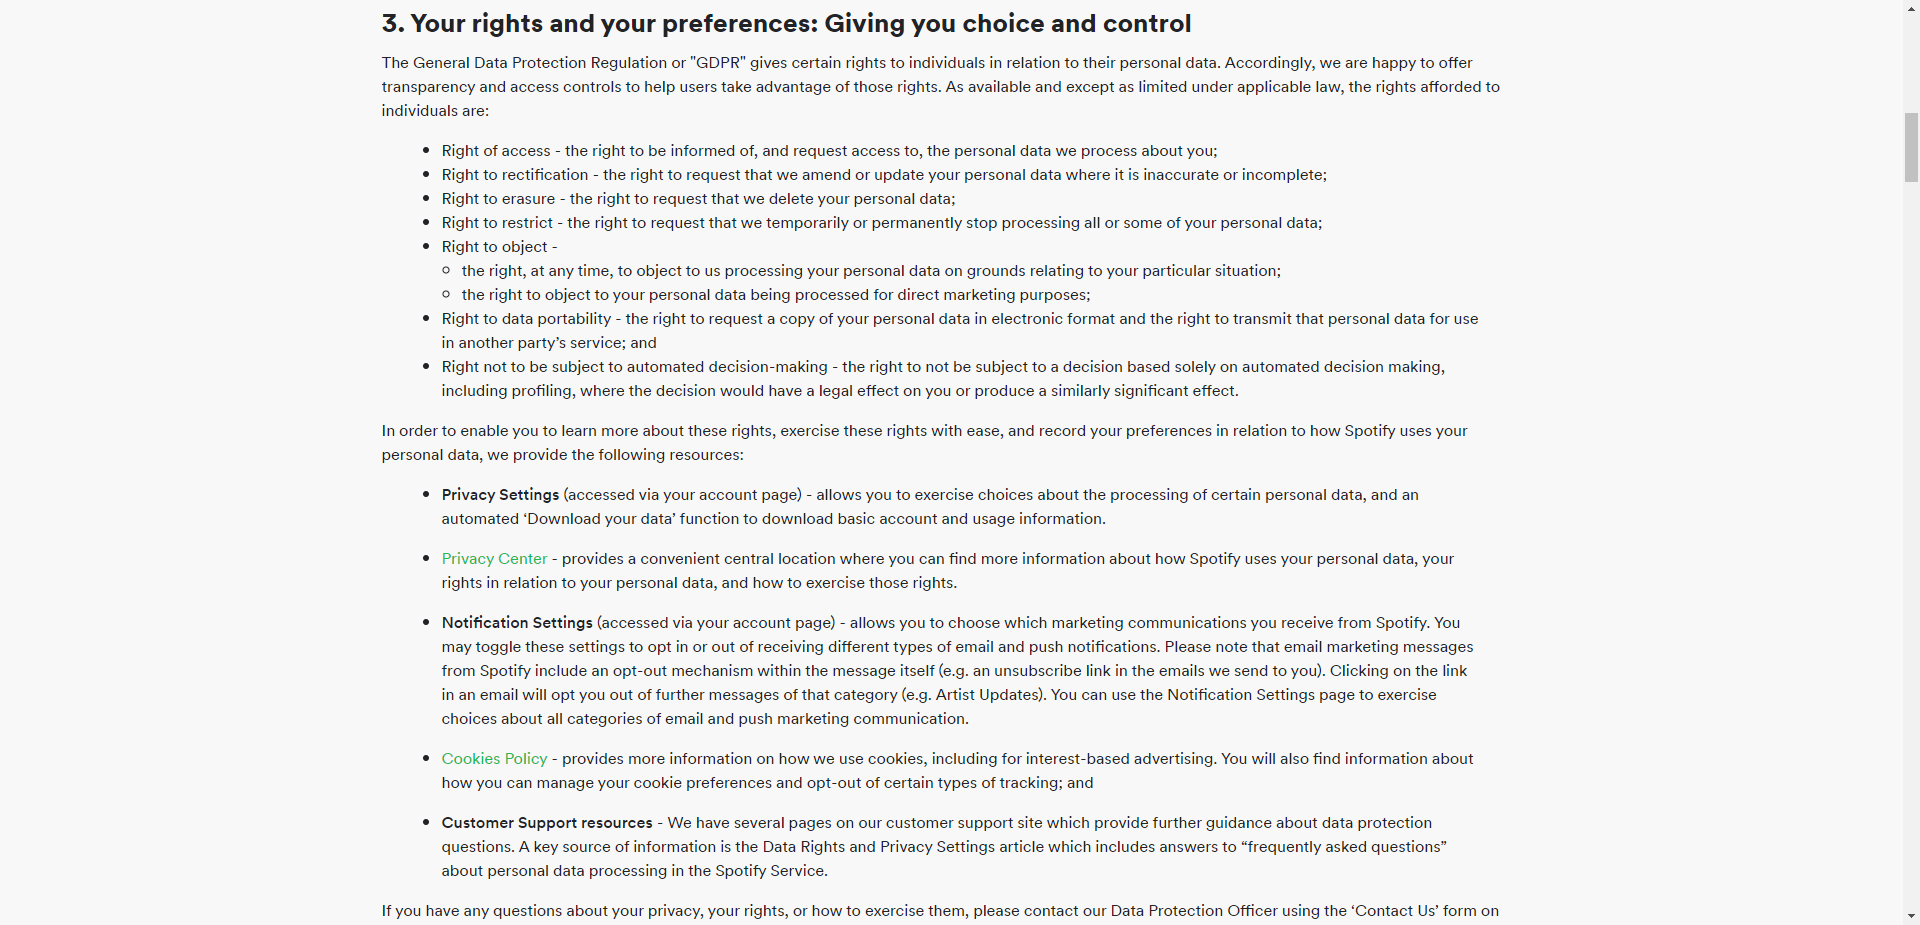 3. Your rights and your preferences: Giving you choice and control
The General Data Protection Regulation or "GDPR" gives certain rights to individuals in relation to their personal data. Accordingly, we are happy to offer
transparency and access controls to help users take advantage of those rights. As available and except as limited under applicable law, the rights afforded to
individuals are:
• Right of access - the right to be informed of, and request access to, the personal data we process about you;
• Right to rectification - the right to request that we amend or update your personal data where it is inaccurate or incomplete;
• Right to erasure - the right to request that we delete your personal data;
• Right to restrict - the right to request that we temporarily or permanently stop processing all or some of your personal data;
• Right to object -
◦ the right, at any time, to object to us processing your personal data on grounds relating to your particular situation;
◦ the right to object to your personal data being processed for direct marketing purposes;
• Right to data portability - the right to request a copy of your personal data in electronic format and the right to transmit that personal data for use
in another party’s service; and
• Right not to be subject to automated decision-making - the right to not be subject to a decision based solely on automated decision making,
including profiling, where the decision would have a legal effect on you or produce a similarly significant effect.
In order to enable you to learn more about these rights, exercise these rights with ease, and record your preferences in relation to how Spotify uses your
personal data, we provide the following resources:
• Privacy Settings (accessed via your account page) - allows you to exercise choices about the processing of certain personal data, and an
automated ‘Download your data’ function to download basic account and usage information.
• Privacy Center - provides a convenient central location where you can find more information about how Spotify uses your personal data, your
rights in relation to your personal data, and how to exercise those rights.
• Notification Settings (accessed via your account page) - allows you to choose which marketing communications you receive from Spotify. You
may toggle these settings to opt in or out of receiving different types of email and push notifications. Please note that email marketing messages
from Spotify include an opt-out mechanism within the message itself (e.g. an unsubscribe link in the emails we send to you). Clicking on the link
in an email will opt you out of further messages of that category (e.g. Artist Updates). You can use the Notification Settings page to exercise
choices about all categories of email and push marketing communication.
• Cookies Policy - provides more information on how we use cookies, including for interest-based advertising. You will also find information about
how you can manage your cookie preferences and opt-out of certain types of tracking; and
• Customer Support resources - We have several pages on our customer support site which provide further guidance about data protection
questions. A key source of information is the Data Rights and Privacy Settings article which includes answers to “frequently asked questions”
about personal data processing in the Spotify Service.
If you have any questions about your privacy, your rights, or how to exercise them, please contact our Data Protection Officer using the ‘Contact Us’ form on